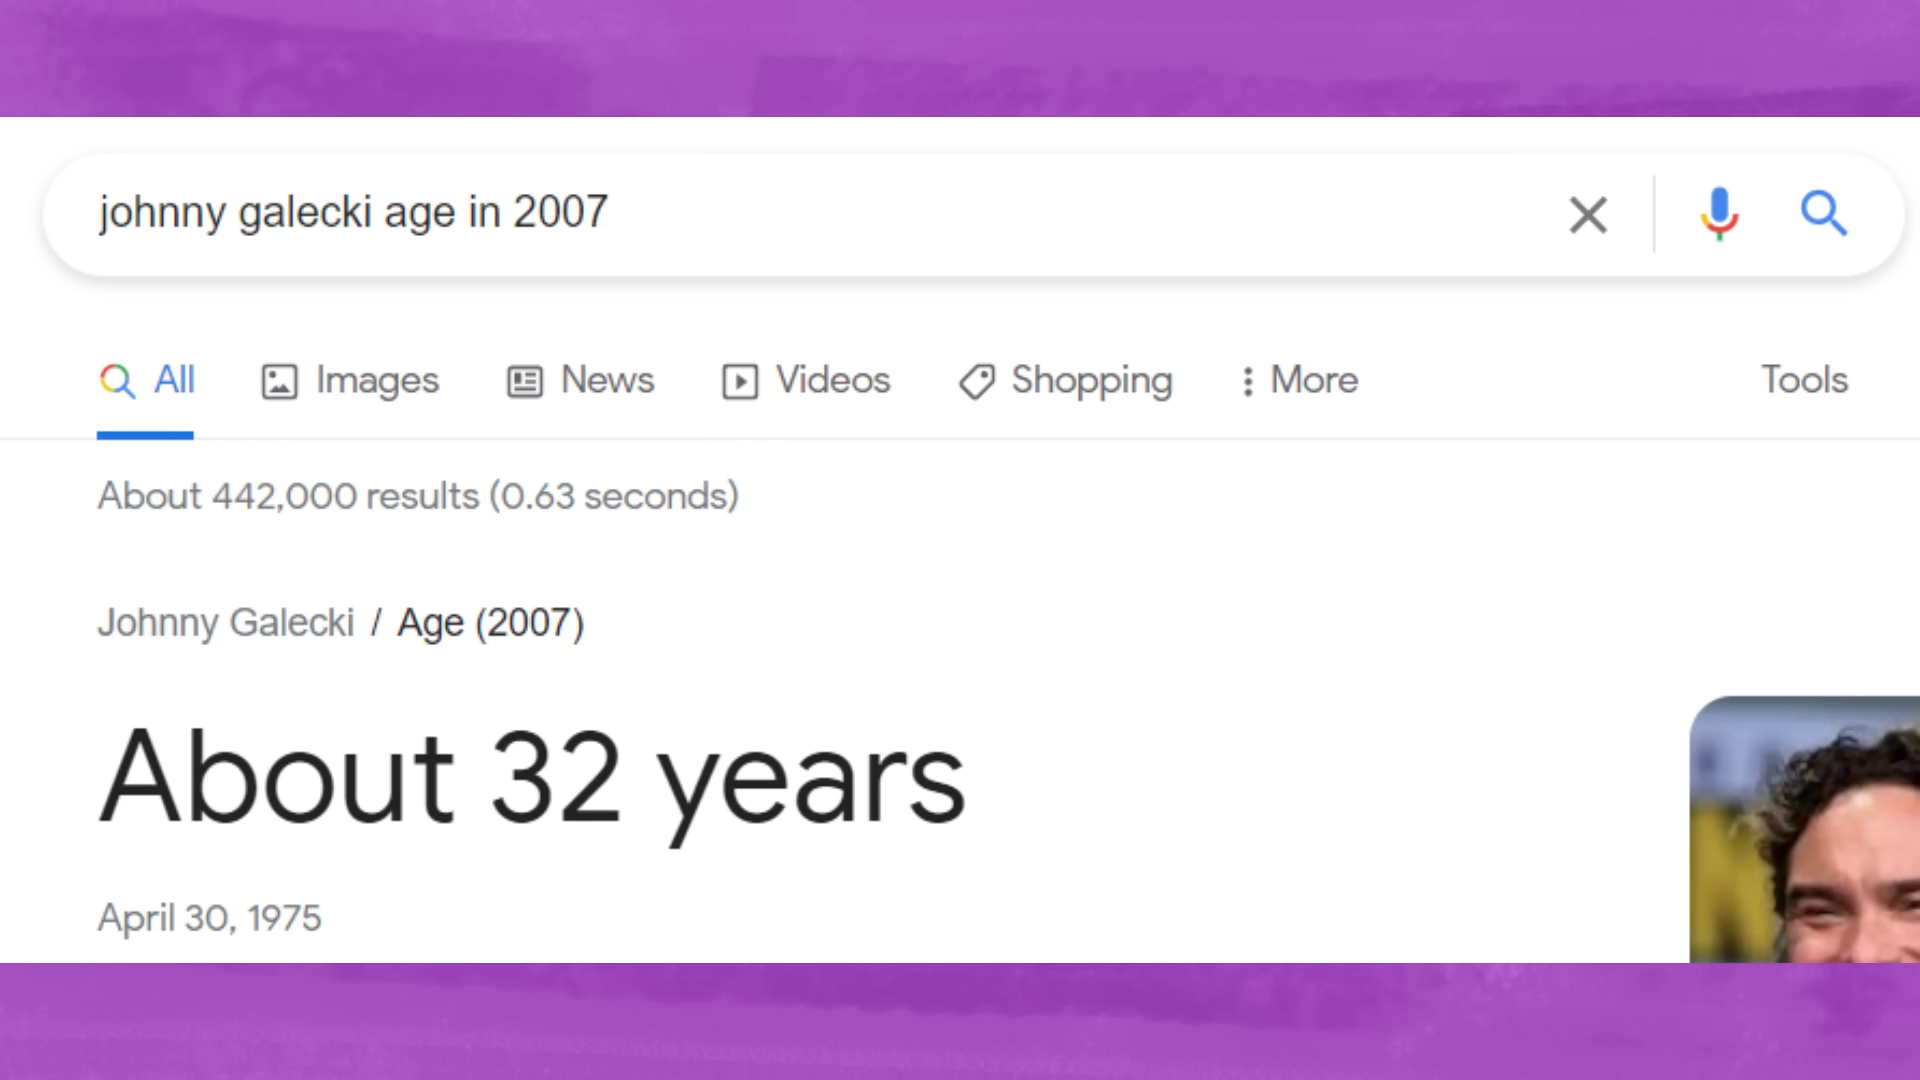 johnny galecki age in 2007
All Images News Videos Shopping More Tools
About 442,000 results (0.63 seconds)
Johnny Galecki / Age (2007)
About 32 years
April 30, 1975